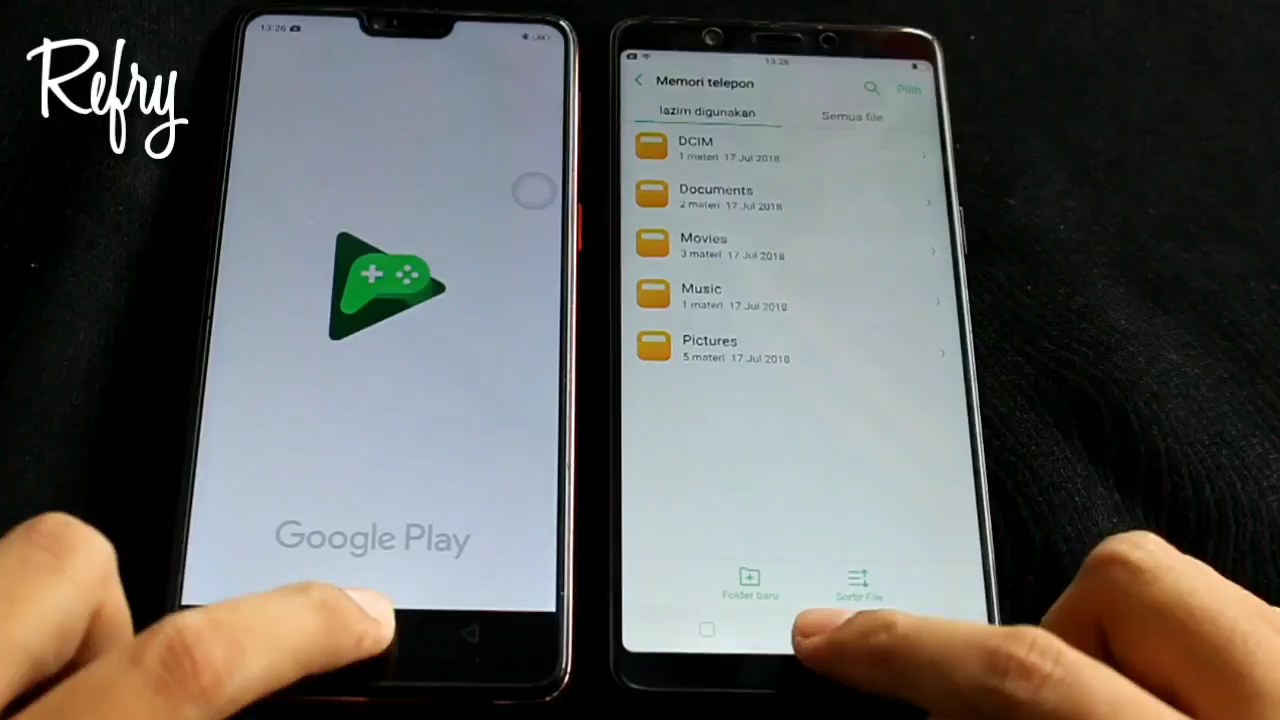 Refry
13:26
Google Play
13:26
Memori telepon
Pilih
lazim digunakan
Semua file
DCIM
1 materi 17 Jul 2018
Documents
2 materi 17 Jul 2018
Movies
3 materi 17 Jul 2018
Music
1 materi 17 Jul 2018
Pictures
5 materi 17 Jul 2018
Folder baru
Sortir File